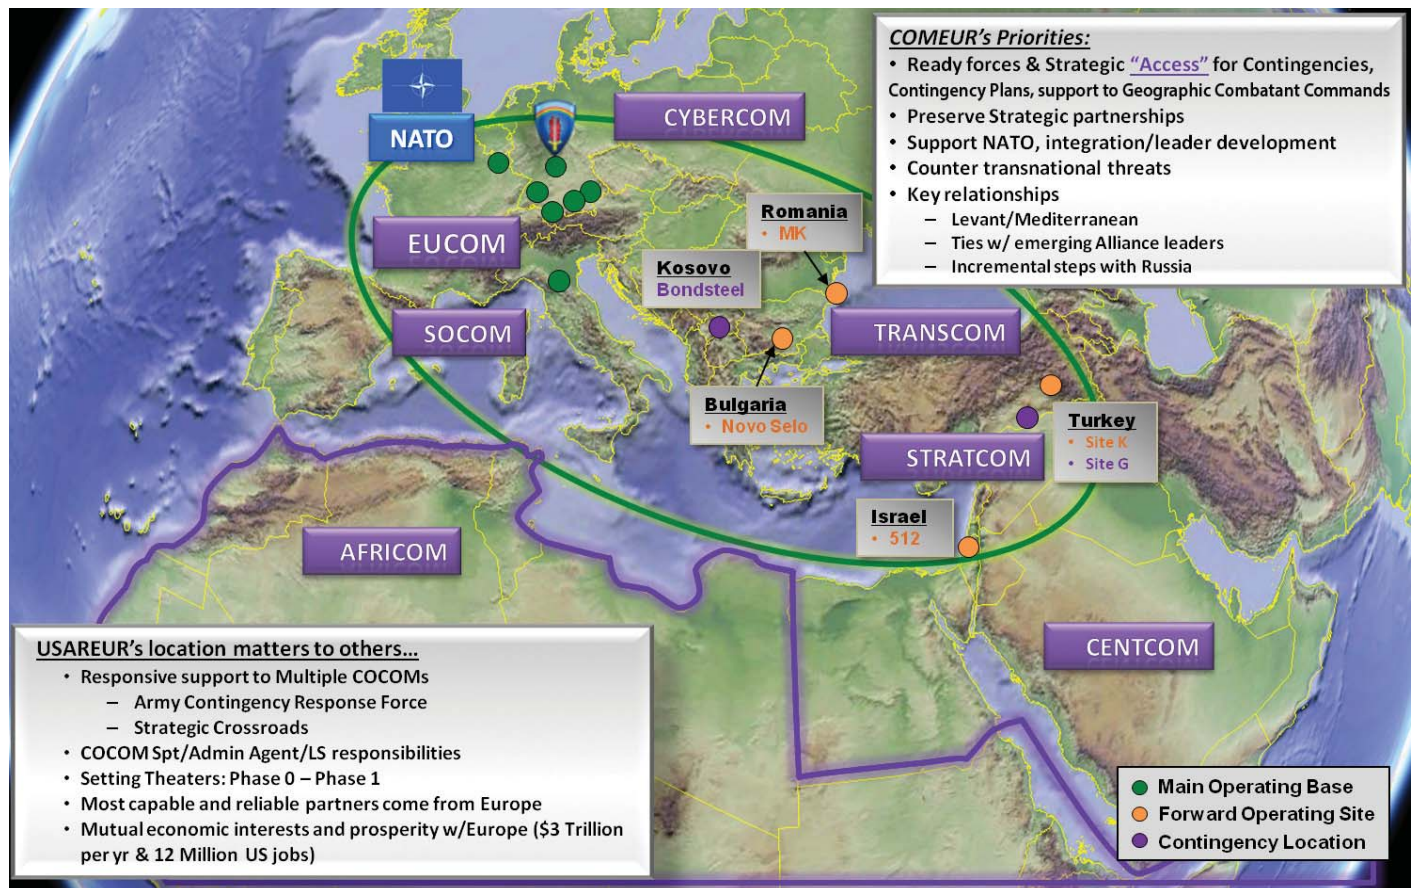 COMEUR's Priorities:
• Ready forces & Strategic "Access" for Contingencies,
Contingency Plans, support to Geographic Combatant Commands
• Preserve Strategic partnerships
• Support NATO, integration/leader development
• Counter transnational threats
• Key relationships
– Levant/Mediterranean
– Ties w/ emerging Alliance leaders
– Incremental steps with Russia
NATO
CYBERCOM
EUCOM
Romania
• MK
Kosovo
Bondsteel
SOCOM
TRANSCOM
Bulgaria
• Novo Selo
Turkey
• Site K
• Site G
STRATCOM
Israel
• 512
AFRICOM
CENTCOM
USAREUR's location matters to others...
• Responsive support to Multiple COCOMs
– Army Contingency Response Force
– Strategic Crossroads
• COCOM Spt/Admin Agent/LS responsibilities
• Setting Theaters: Phase 0 – Phase 1
• Most capable and reliable partners come from Europe
• Mutual economic interests and prosperity w/Europe ($3 Trillion
per yr & 12 Million US jobs)
Main Operating Base
Forward Operating Site
Contingency Location